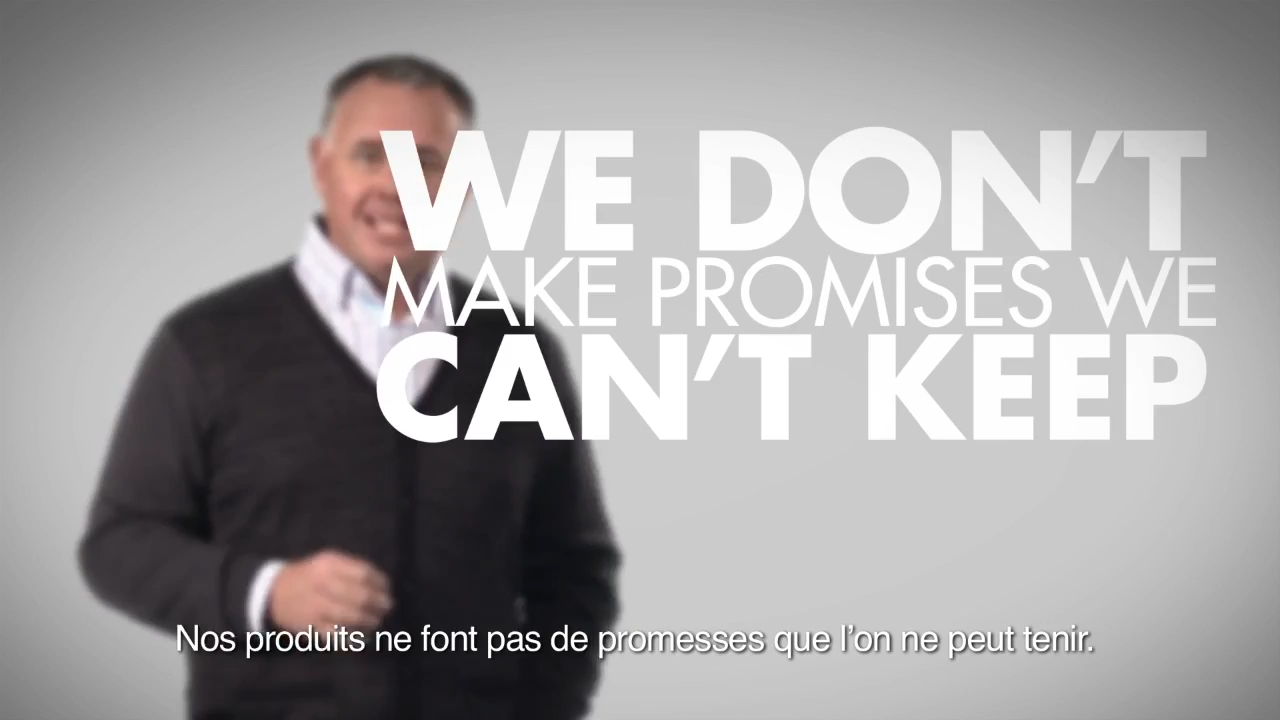 WE DON'T
MAKE PROMISES WE
CAN'T KEEP
Nos produits ne font pas de promesses que l'on ne peut tenir.